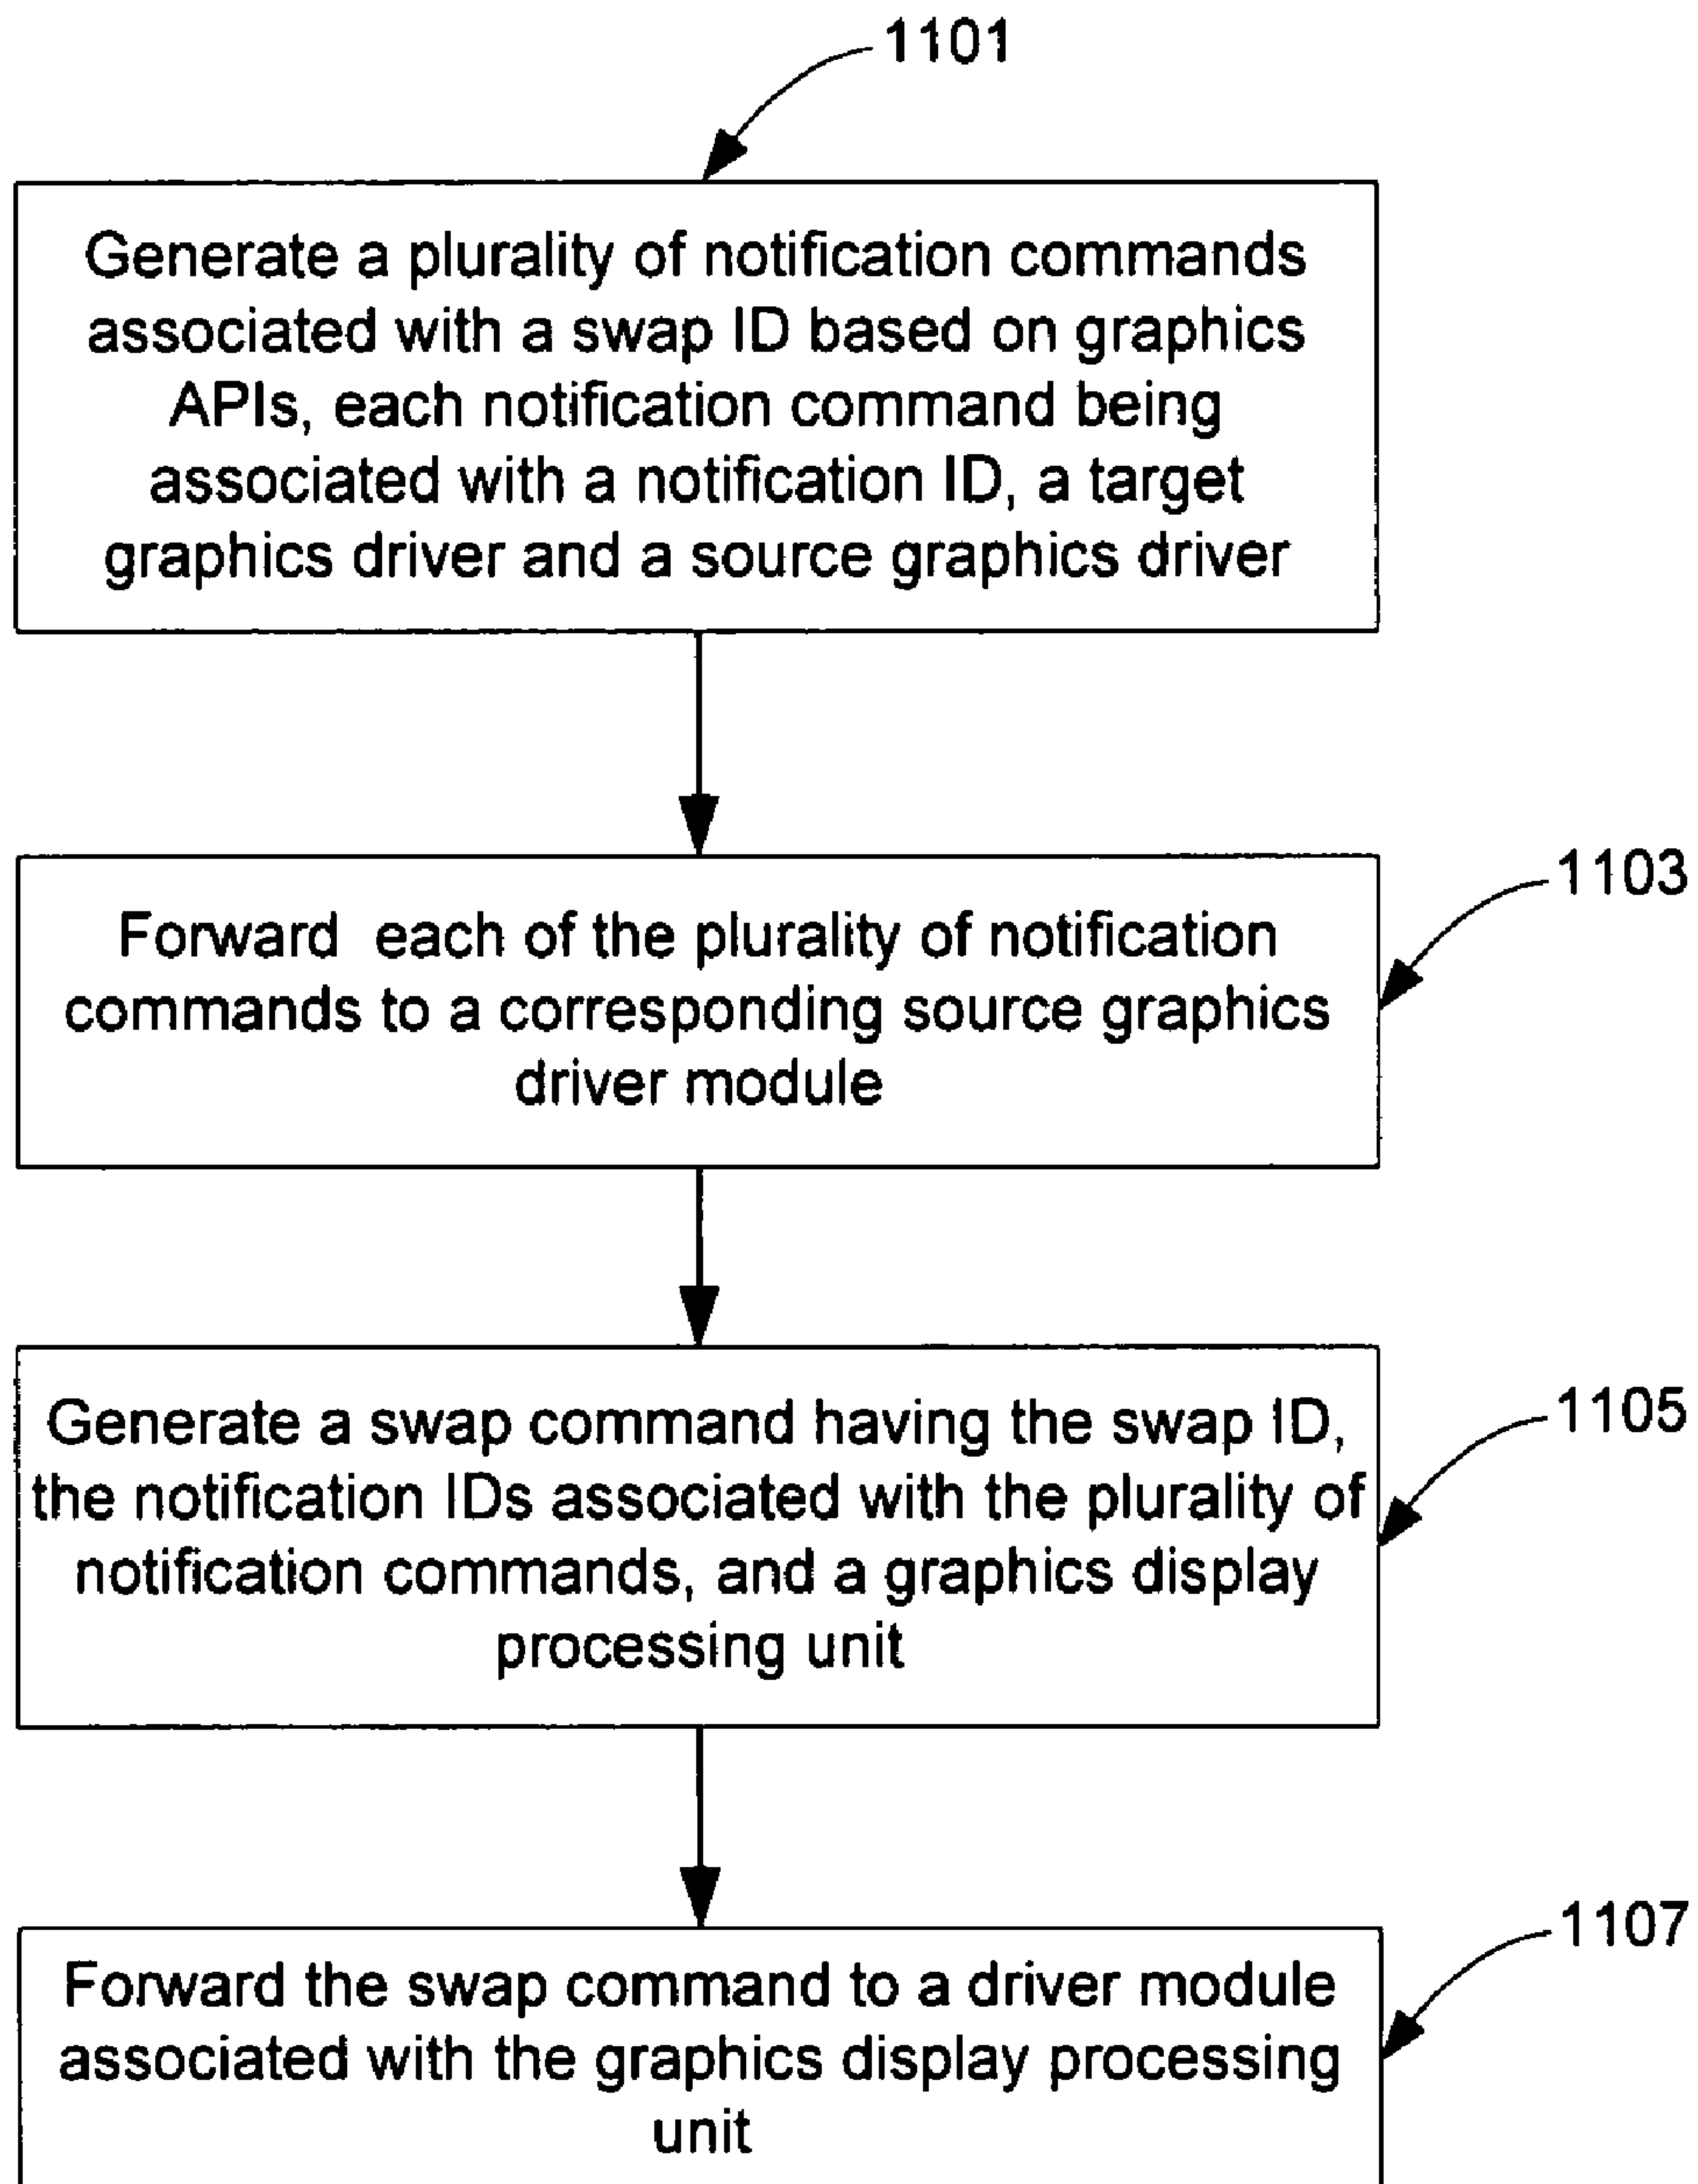 1101
Generate a plurality of notification commands
associated with a swap ID based on graphics
APIs, each notification command being
associated with a notification ID, a target
graphics driver and a source graphics driver
1103
Forward each of the plurality of notification
commands to a corresponding source graphics
driver module
1105
Generate a swap command having the swap ID,
the notification IDs associated with the plurality of
notification commands, and a graphics display
processing unit
1107
Forward the swap command to a driver module
associated with the graphics display processing
unit